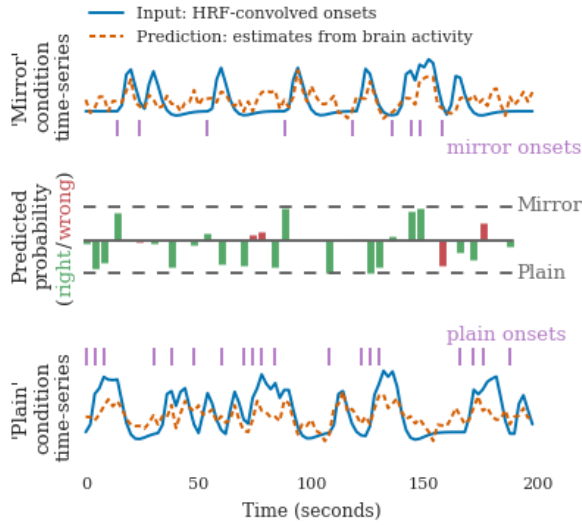 Input: HRF-convolved onsets
Prediction: estimates from brain activity
'Mirror'
condition
time-series
mirror onsets
Predicted
probability
(right/wrong)
Mirror
Plain
plain onsets
'Plain'
condition
time-series
0 50 100 150 200
Time (seconds)